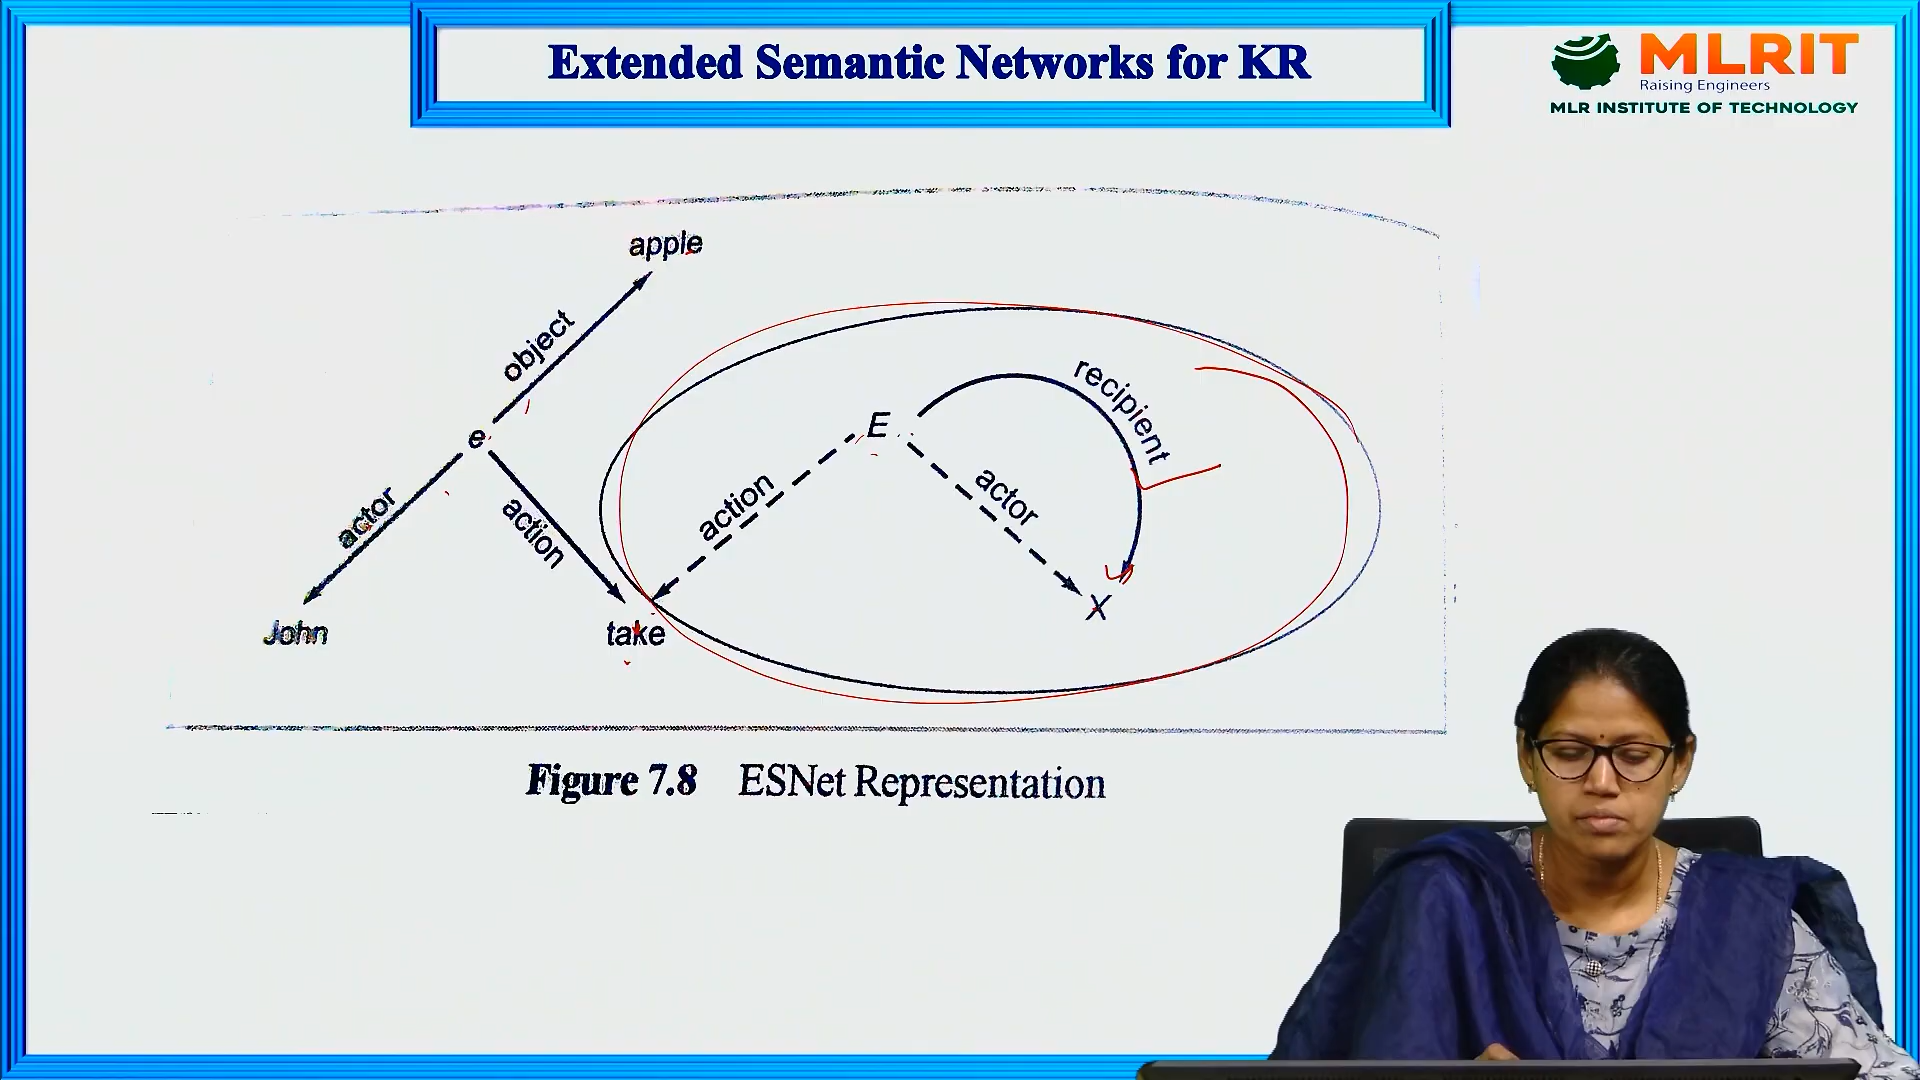 Extended Semantic Networks for KR
MLRIT
Raising Engineers
MLR INSTITUTE OF TECHNOLOGY
apple
object
recipient
e
E
actor
action
action
actor
X
John
take
Figure 7.8 ESNet Representation